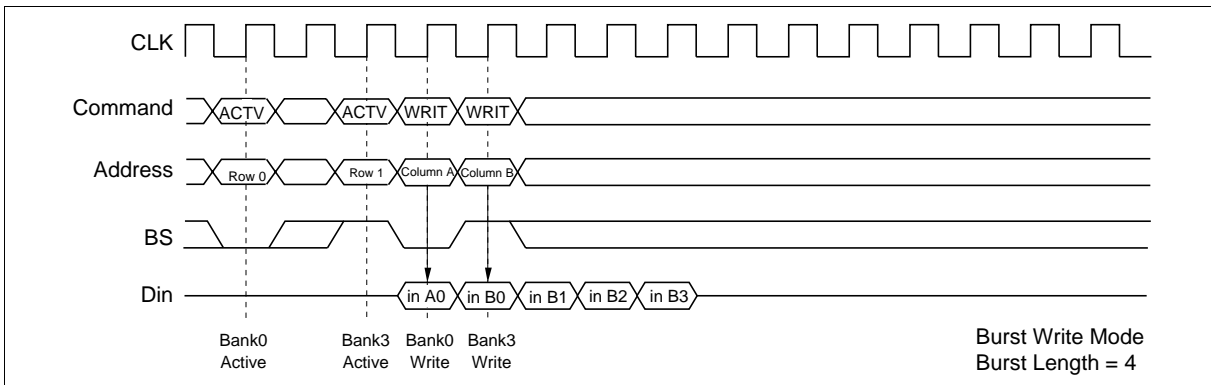 CLK
Command ACTV ACTV WRIT WRIT
Address Row 0 Row 1 Column A Column B
BS
Din in A0 in B0 in B1 in B2 in B3
Bank0 Bank3 Bank0 Bank3
Active Active Write Write
Burst Write Mode
Burst Length = 4